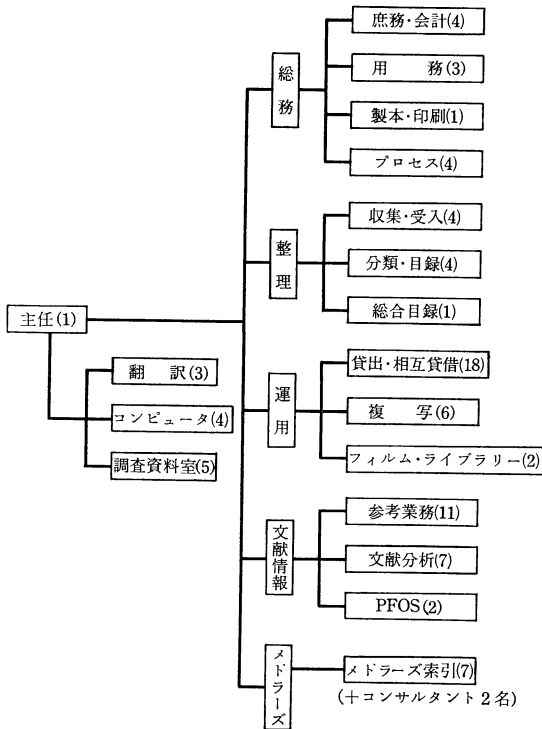 庶務・会計(4)
用　務(3)
製本・印刷(1)
プロセス(4)
総務
収集・受入(4)
分類・目録(4)
総合目録(1)
整理
主任(1)
翻　訳(3)
コンピュータ(4)
調査資料室(5)
貸出・相互貸借(18)
複　写(6)
フィルム・ライブラリー(2)
運用
参考業務(11)
文献分析(7)
PFOS(2)
文献情報
メドラーズ
メドラーズ索引(7)
(＋コンサルタント2名)